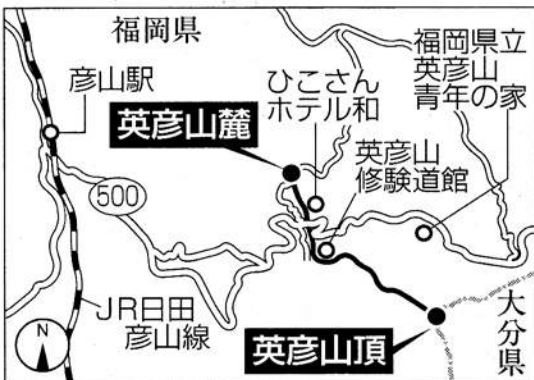 福岡県
彦山駅
ひこさん
ホテル和
福岡県立
英彦山
青年の家
英彦山麓
英彦山
修験道館
500
JR日田
彦山線
英彦山頂
大分県
N